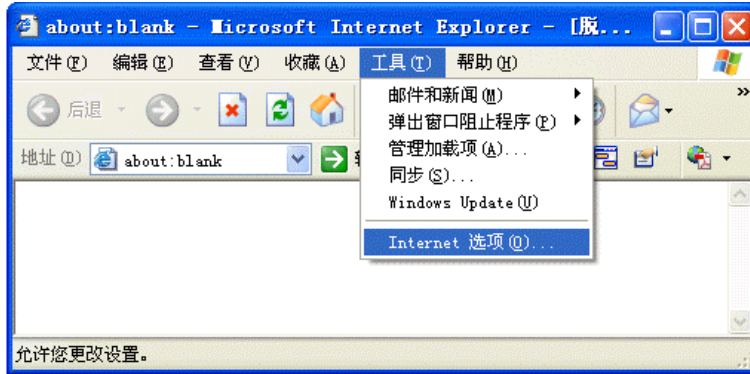 about:blank - Microsoft Internet Explorer - [脱...
文件(F) 编辑(E) 查看(V) 收藏(A) 工具(T) 帮助(H)
后退
邮件和新闻(M)
弹出窗口阻止程序(P)
管理加载项(A)...
同步(S)...
Windows Update(U)
Internet 选项(O)...
地址(D) about:blank
允许您更改设置。